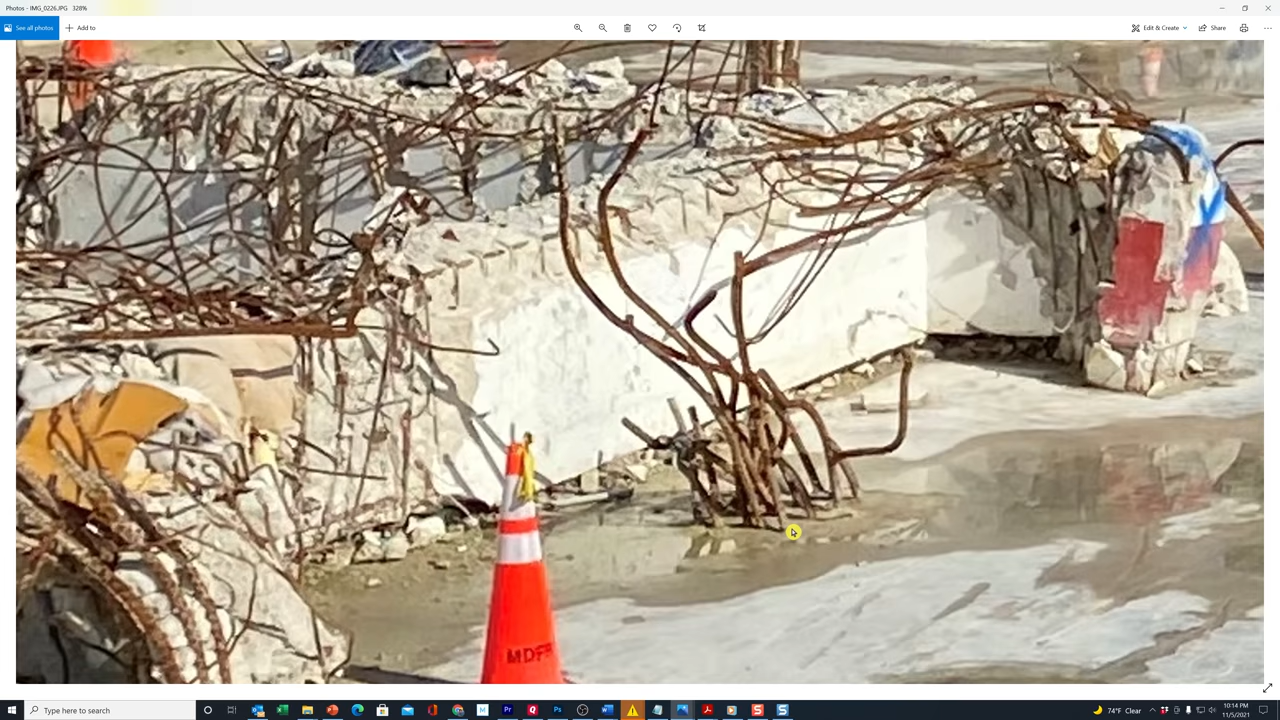 Photos - IMG_0226.JPG 328%
See all photos
Add to
Edit & Create
Share
MDFR
Type here to search
74°F Clear
10:14 PM
11/5/2021